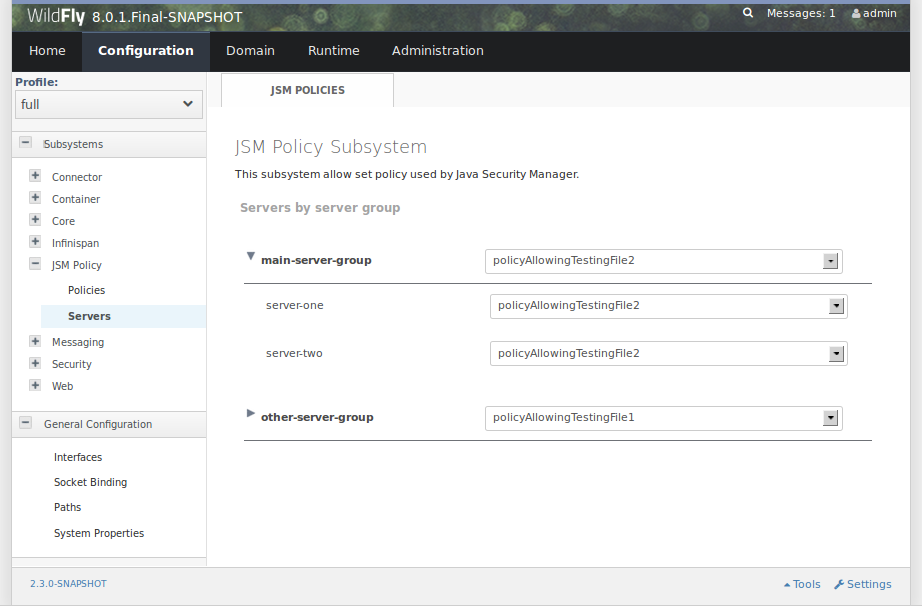 WildFly 8.0.1.Final-SNAPSHOT
Messages: 1
admin
Home
Configuration
Domain
Runtime
Administration
Profile:
full
Subsystems
Connector
Container
Core
Infinispan
JSM Policy
Policies
Servers
Messaging
Security
Web
General Configuration
Interfaces
Socket Binding
Paths
System Properties
JSM POLICIES
JSM Policy Subsystem
This subsystem allow set policy used by Java Security Manager.
Servers by server group
main-server-group policyAllowingTestingFile2
server-one policyAllowingTestingFile2
server-two policyAllowingTestingFile2
other-server-group policyAllowingTestingFile1
2.3.0-SNAPSHOT
Tools
Settings